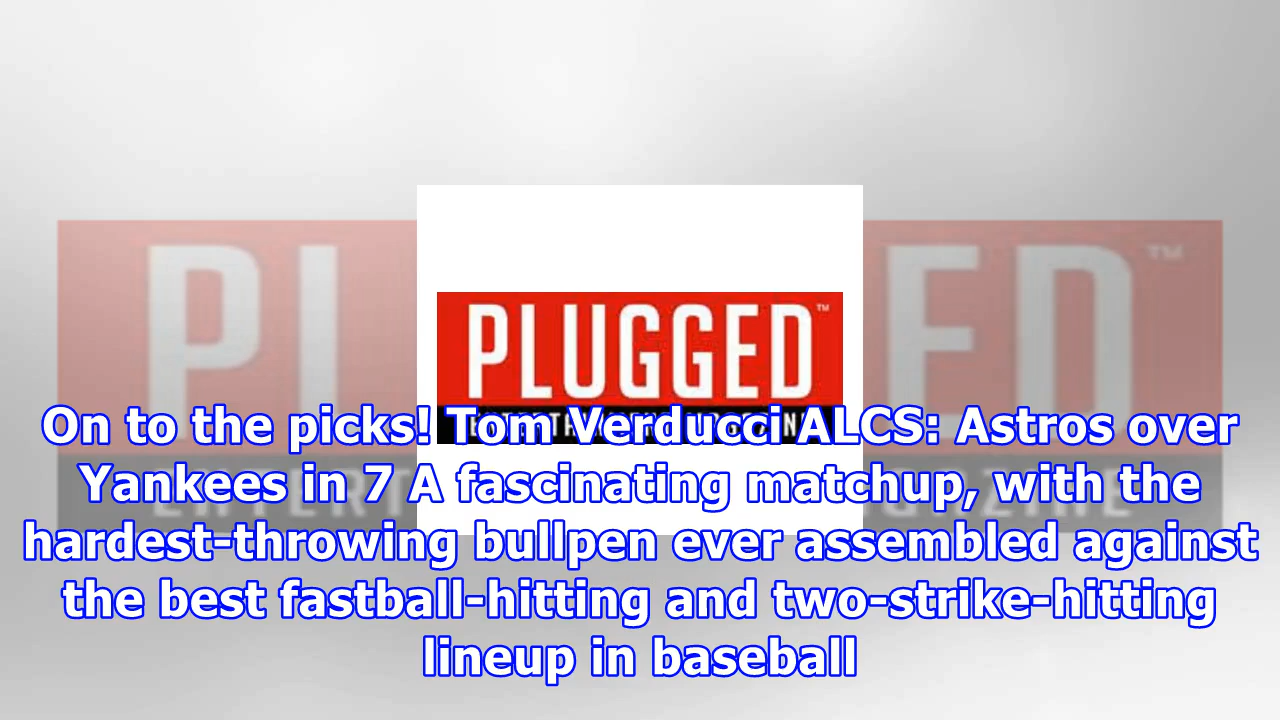 PLUGGED™
On to the picks! Tom Verducci ALCS: Astros over
Yankees in 7 A fascinating matchup, with the
hardest-throwing bullpen ever assembled against
the best fastball-hitting and two-strike-hitting
lineup in baseball